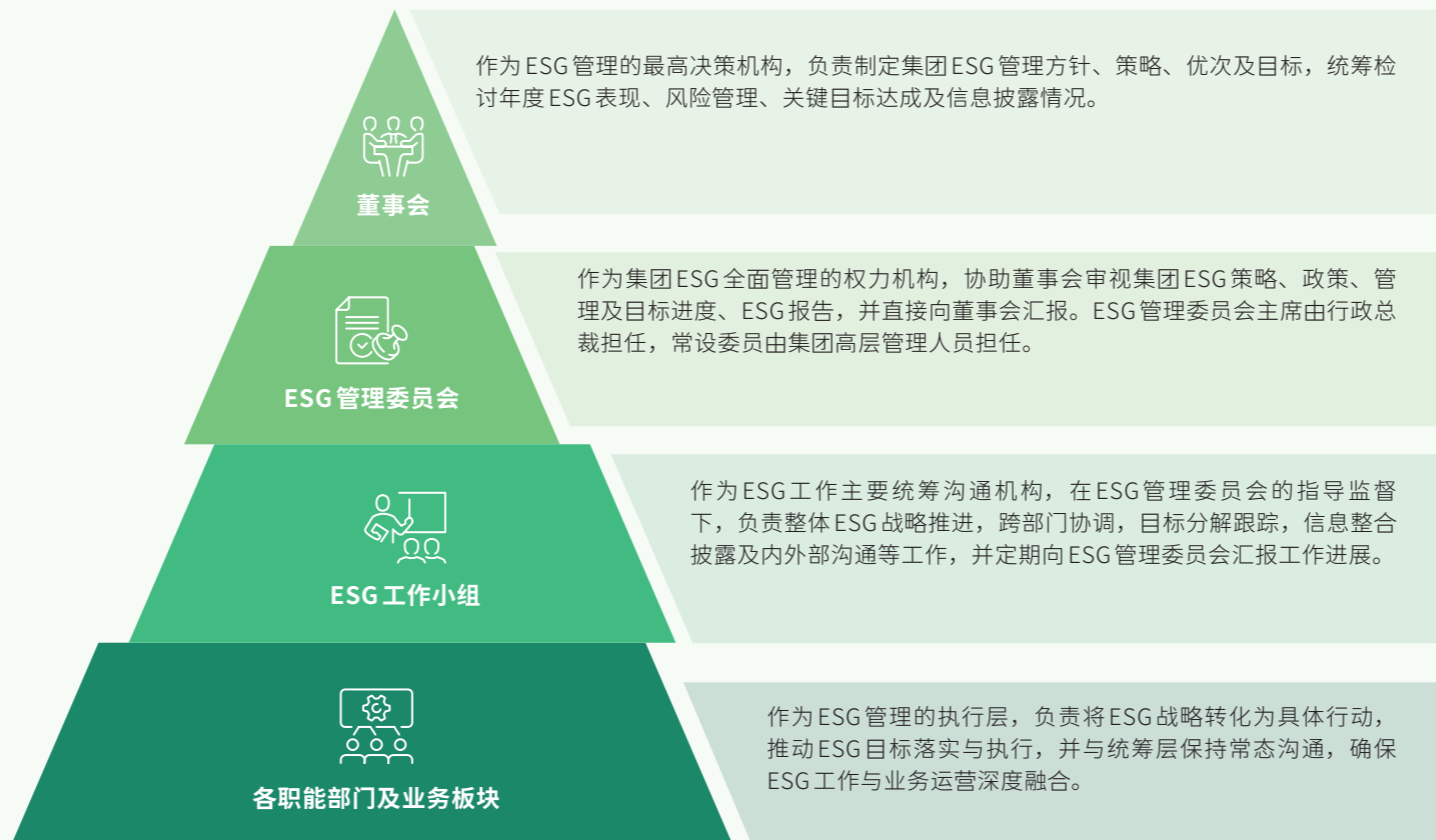 作为ESG管理的最高决策机构，负责制定集团ESG管理方针、策略、优次及目标，统筹检
讨年度ESG表现、风险管理、关键目标达成及信息披露情况。
董事会
作为集团ESG全面管理的权力机构，协助董事会审视集团ESG策略、政策、管
理及目标进度、ESG报告，并直接向董事会汇报。ESG管理委员会主席由行政总
裁担任，常设委员由集团高层管理人员担任。
ESG管理委员会
作为ESG工作主要统筹沟通机构，在ESG管理委员会的指导监督
下，负责整体ESG战略推进，跨部门协调，目标分解跟踪，信息整合
披露及内外部沟通等工作，并定期向ESG管理委员会汇报工作进展。
ESG工作小组
作为ESG管理的执行层，负责将ESG战略转化为具体行动，
推动ESG目标落实与执行，并与统筹层保持常态沟通，确保
ESG工作与业务运营深度融合。
各职能部门及业务板块